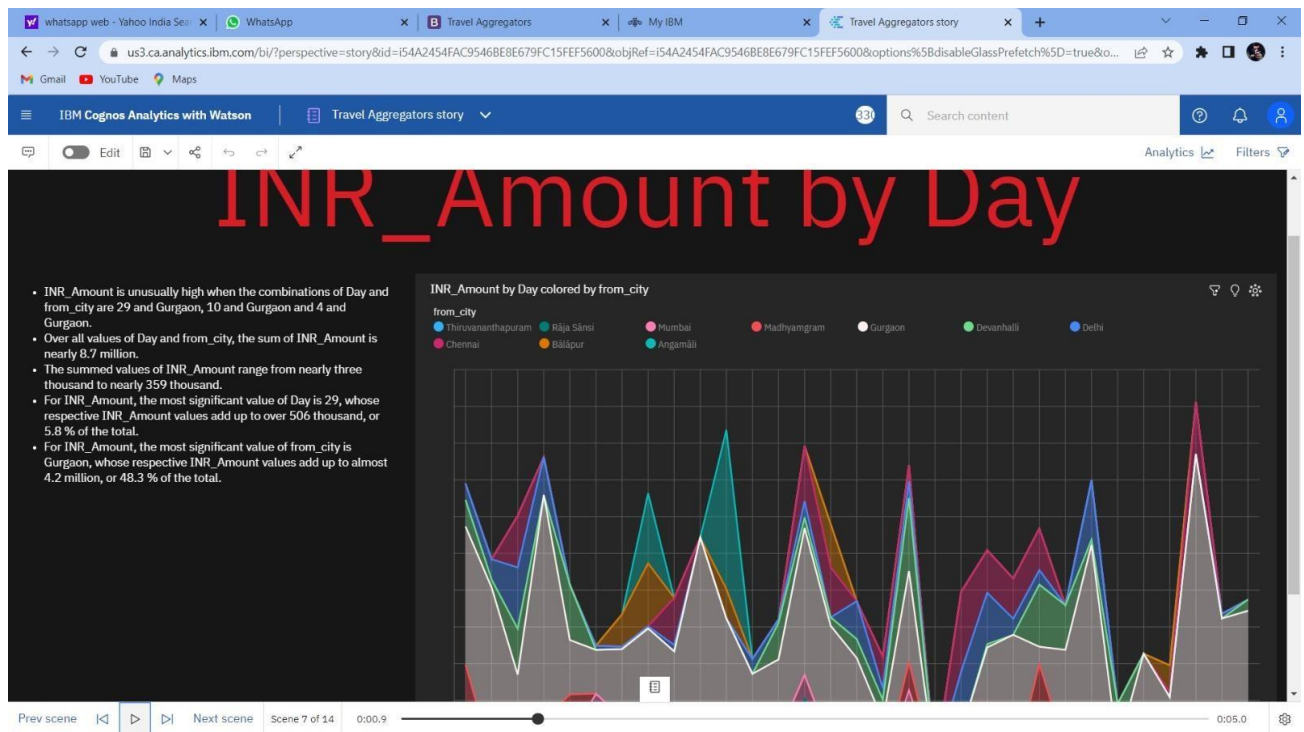 whatsapp web - Yahoo India Sear
WhatsApp
Travel Aggregators
My IBM
Travel Aggregators story
us3.ca.analytics.ibm.com/bi/?perspective=story&id=i54A2454FAC9546BE8E679FC15FEF5600&objRef=i54A2454FAC9546BE8E679FC15FEF5600&options%5BdisableGlassPrefetch%5D=true&o...
Gmail YouTube Maps
IBM Cognos Analytics with Watson
Travel Aggregators story
330
Search content
Edit
Analytics
Filters
INR_Amount by Day
• INR_Amount is unusually high when the combinations of Day and
from_city are 29 and Gurgaon, 10 and Gurgaon and 4 and
Gurgaon.
• Over all values of Day and from_city, the sum of INR_Amount is
nearly 8.7 million.
• The summed values of INR_Amount range from nearly three
thousand to nearly 359 thousand.
• For INR_Amount, the most significant value of Day is 29, whose
respective INR_Amount values add up to over 506 thousand, or
5.8 % of the total.
• For INR_Amount, the most significant value of from_city is
Gurgaon, whose respective INR_Amount values add up to almost
4.2 million, or 48.3 % of the total.
INR_Amount by Day colored by from_city
from_city
Thiruvananthapuram Rāja Sānsi Mumbai Madhyamgram Gurgaon Devanhalli Delhi
Chennai Bālāpur Angamāli
Prev scene
Next scene
Scene 7 of 14
0:00.9
0:05.0